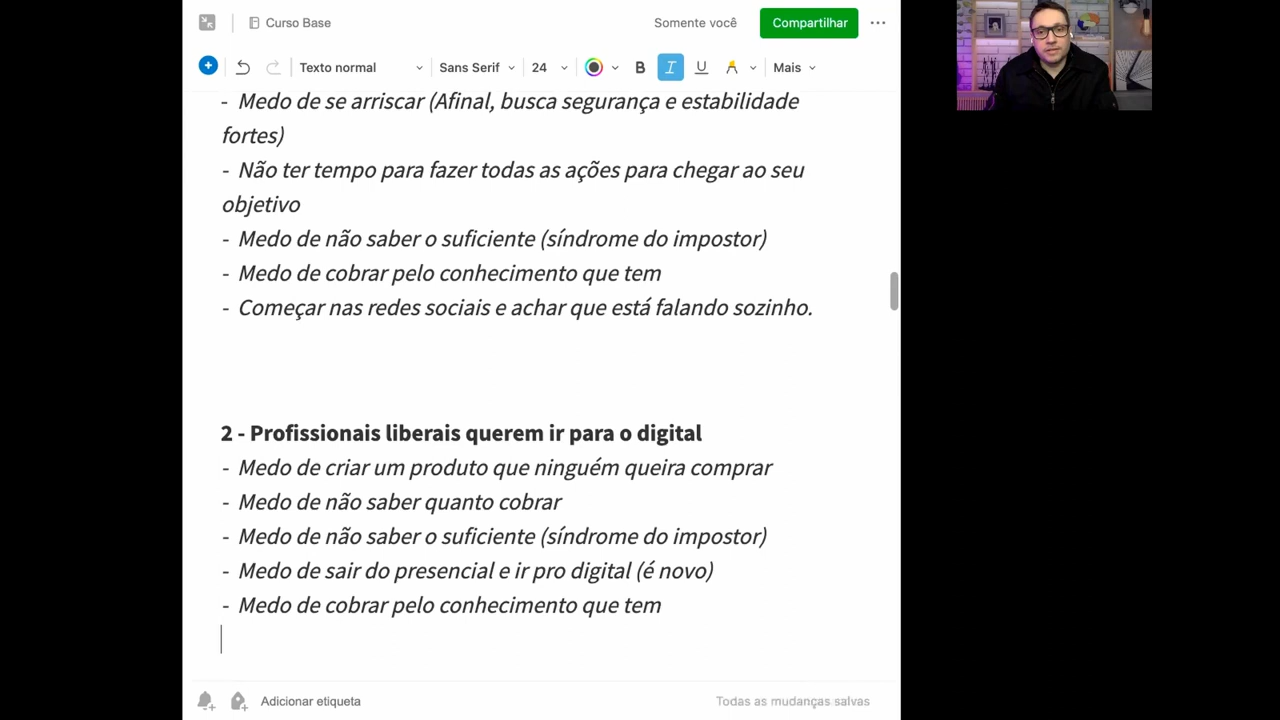 Curso Base
Somente você
Compartilhar
Texto normal
Sans Serif
24
B
I
U
Mais
- Medo de se arriscar (Afinal, busca segurança e estabilidade
fortes)
- Não ter tempo para fazer todas as ações para chegar ao seu
objetivo
- Medo de não saber o suficiente (síndrome do impostor)
- Medo de cobrar pelo conhecimento que tem
- Começar nas redes sociais e achar que está falando sozinho.
2 - Profissionais liberais querem ir para o digital
- Medo de criar um produto que ninguém queira comprar
- Medo de não saber quanto cobrar
- Medo de não saber o suficiente (síndrome do impostor)
- Medo de sair do presencial e ir pro digital (é novo)
- Medo de cobrar pelo conhecimento que tem
Adicionar etiqueta
Todas as mudanças salvas